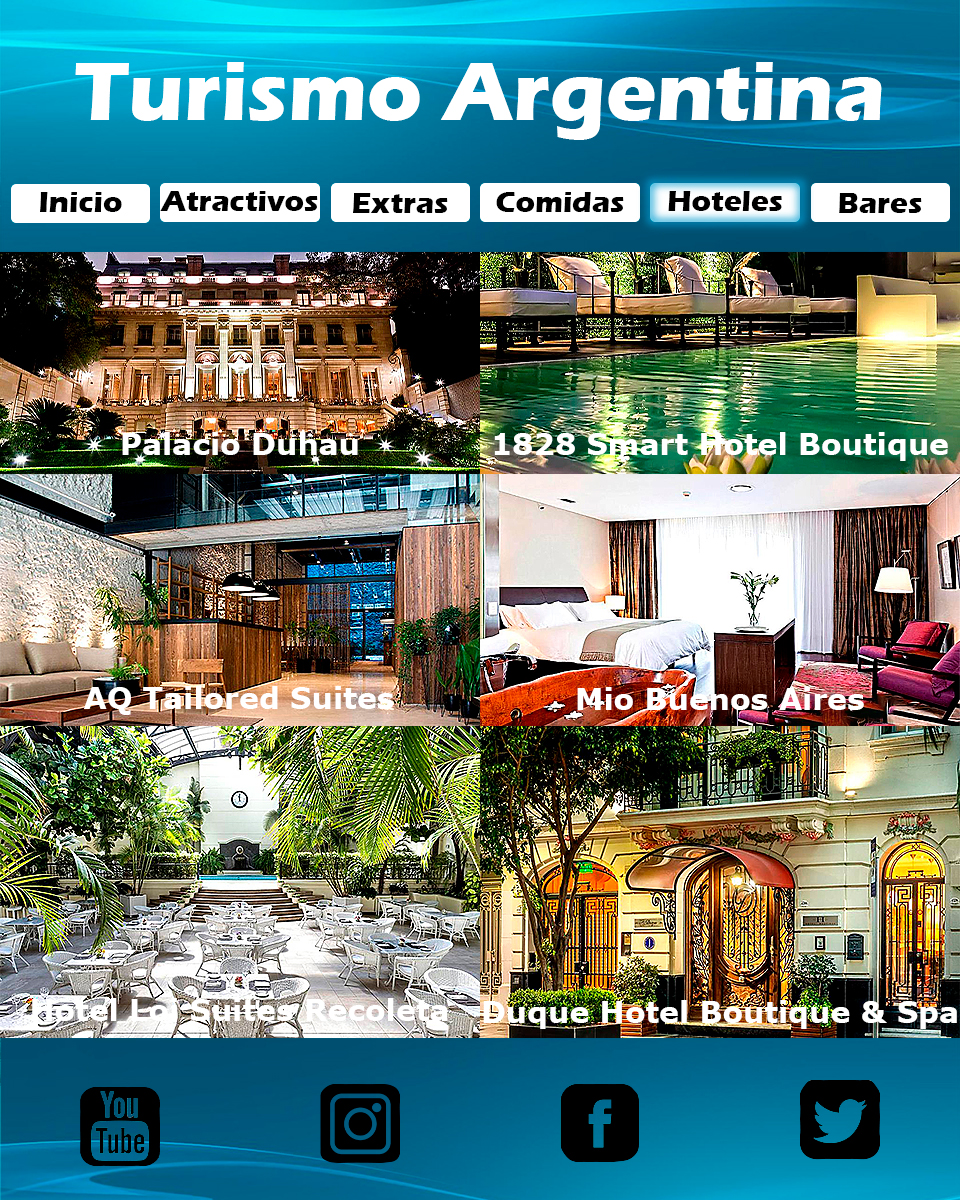 Turismo Argentina
Inicio Atractivos Extras Comidas Hoteles Bares
Palacio Duhau
1828 Smart Hotel Boutique
AQ Tailored Suites
Mio Buenos Aires
Hotel Loi Suites Recoleta
Duque Hotel Boutique & Spa
You
Tube